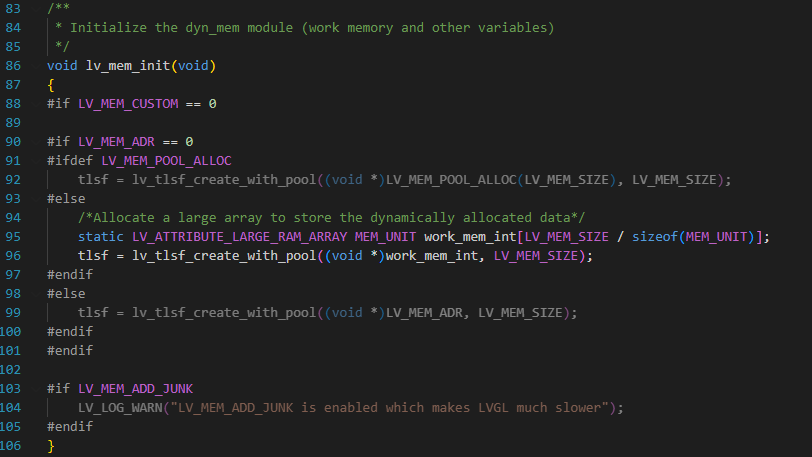 83 /**
84  * Initialize the dyn_mem module (work memory and other variables)
85  */
86 void lv_mem_init(void)
87 {
88 #if LV_MEM_CUSTOM == 0
89
90 #if LV_MEM_ADR == 0
91 #ifdef LV_MEM_POOL_ALLOC
92     tlsf = lv_tlsf_create_with_pool((void *)LV_MEM_POOL_ALLOC(LV_MEM_SIZE), LV_MEM_SIZE);
93 #else
94     /*Allocate a large array to store the dynamically allocated data*/
95     static LV_ATTRIBUTE_LARGE_RAM_ARRAY MEM_UNIT work_mem_int[LV_MEM_SIZE / sizeof(MEM_UNIT)];
96     tlsf = lv_tlsf_create_with_pool((void *)work_mem_int, LV_MEM_SIZE);
97 #endif
98 #else
99     tlsf = lv_tlsf_create_with_pool((void *)LV_MEM_ADR, LV_MEM_SIZE);
100 #endif
101 #endif
102
103 #if LV_MEM_ADD_JUNK
104     LV_LOG_WARN("LV_MEM_ADD_JUNK is enabled which makes LVGL much slower");
105 #endif
106 }